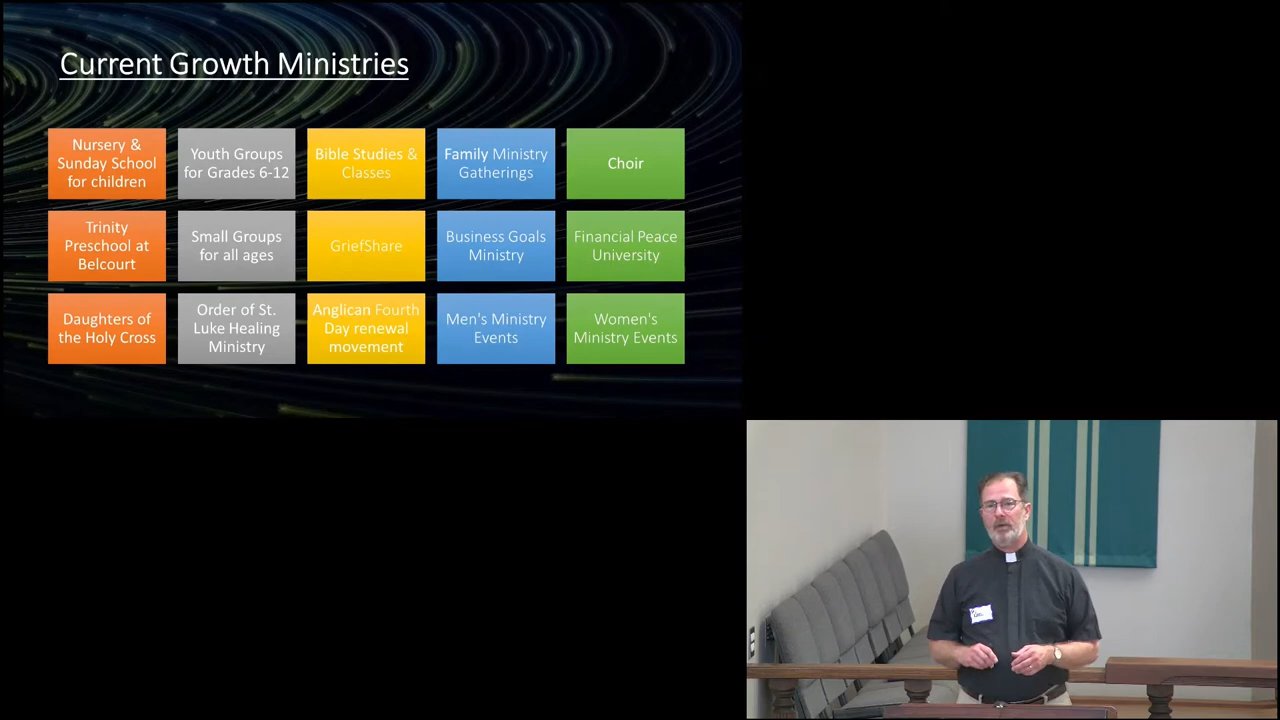 Current Growth Ministries
Nursery &
Sunday School
for children
Youth Groups
for Grades 6-12
Bible Studies &
Classes
Family Ministry
Gatherings
Choir
Trinity
Preschool at
Belcourt
Small Groups
for all ages
GriefShare
Business Goals
Ministry
Financial Peace
University
Daughters of
the Holy Cross
Order of St.
Luke Healing
Ministry
Anglican Fourth
Day renewal
movement
Men's Ministry
Events
Women's
Ministry Events